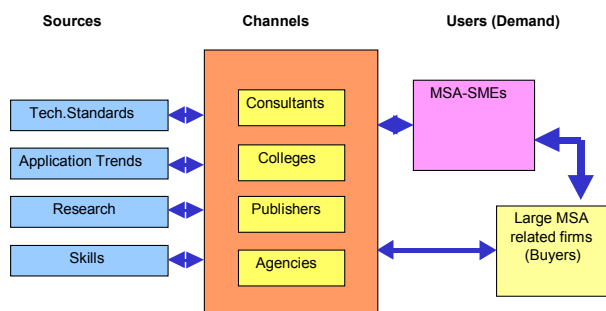 Sources
Channels
Users (Demand)
Tech.Standards
Application Trends
Research
Skills
Consultants
Colleges
Publishers
Agencies
MSA-SMEs
Large MSA
related firms
(Buyers)